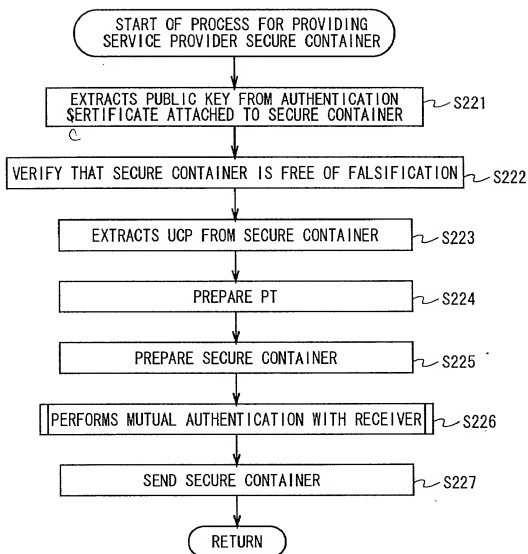 START OF PROCESS FOR PROVIDING
SERVICE PROVIDER SECURE CONTAINER
EXTRACTS PUBLIC KEY FROM AUTHENTICATION
SERTIFICATE ATTACHED TO SECURE CONTAINER
S221
C
VERIFY THAT SECURE CONTAINER IS FREE OF FALSIFICATION
S222
EXTRACTS UCP FROM SECURE CONTAINER
S223
PREPARE PT
S224
PREPARE SECURE CONTAINER
S225
PERFORMS MUTUAL AUTHENTICATION WITH RECEIVER
S226
SEND SECURE CONTAINER
S227
RETURN